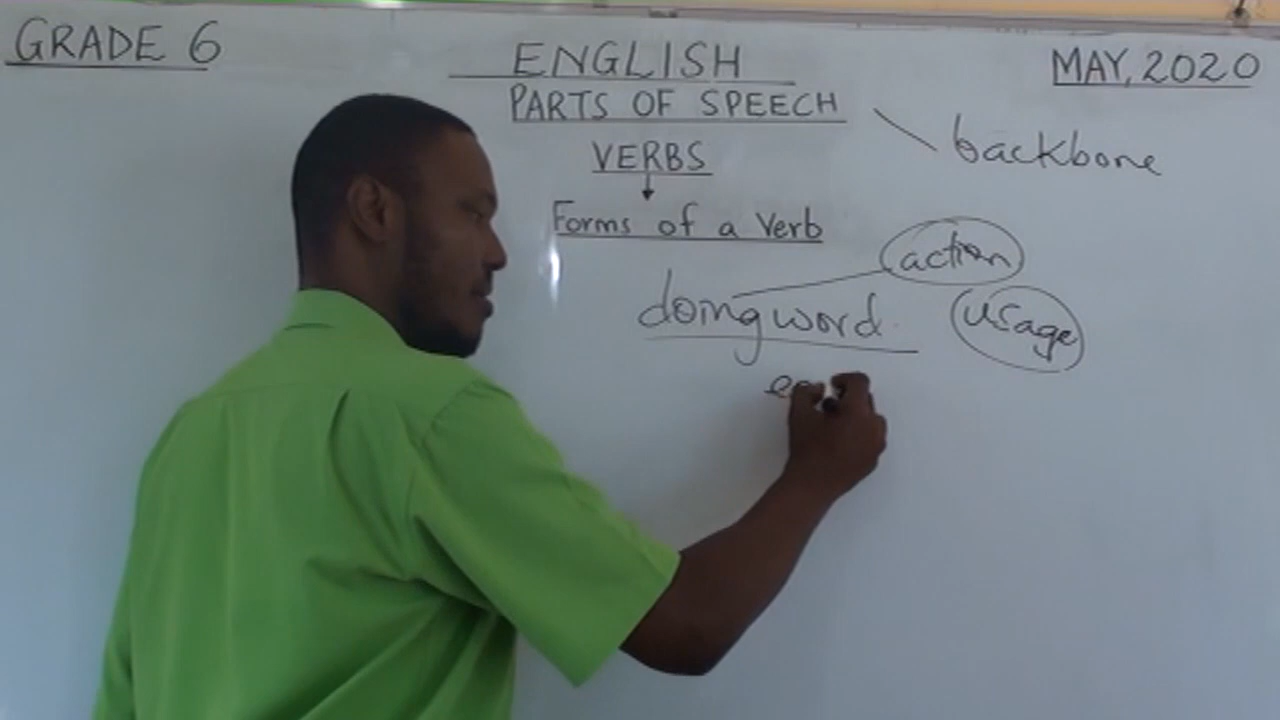 GRADE 6
ENGLISH
MAY, 2020
PARTS OF SPEECH
backbone
VERBS
Forms of a Verb
action
doing word.
usage